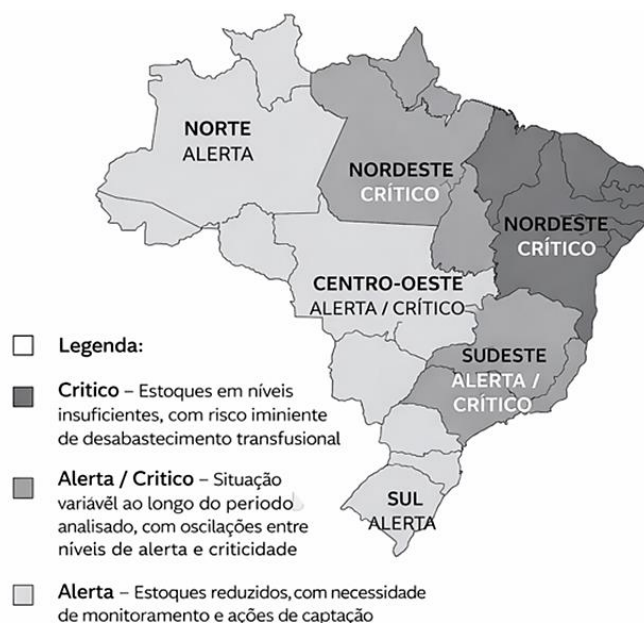 NORTE
ALERTA
NORDESTE
CRÍTICO
NORDESTE
CRÍTICO
CENTRO-OESTE
ALERTA / CRÍTICO
SUDESTE
ALERTA /
CRÍTICO
SUL
ALERTA
Legenda:
Critico – Estoques em níveis
insuficientes, com risco iminiente
de desabastecimento transfusional
Alerta / Critico – Situação
variavêl ao longo do periodo
analisado, com oscilações entre
níveis de alerta e criticidade
Alerta – Estoques reduzidos, com necessidade
de monitoramento e ações de captação